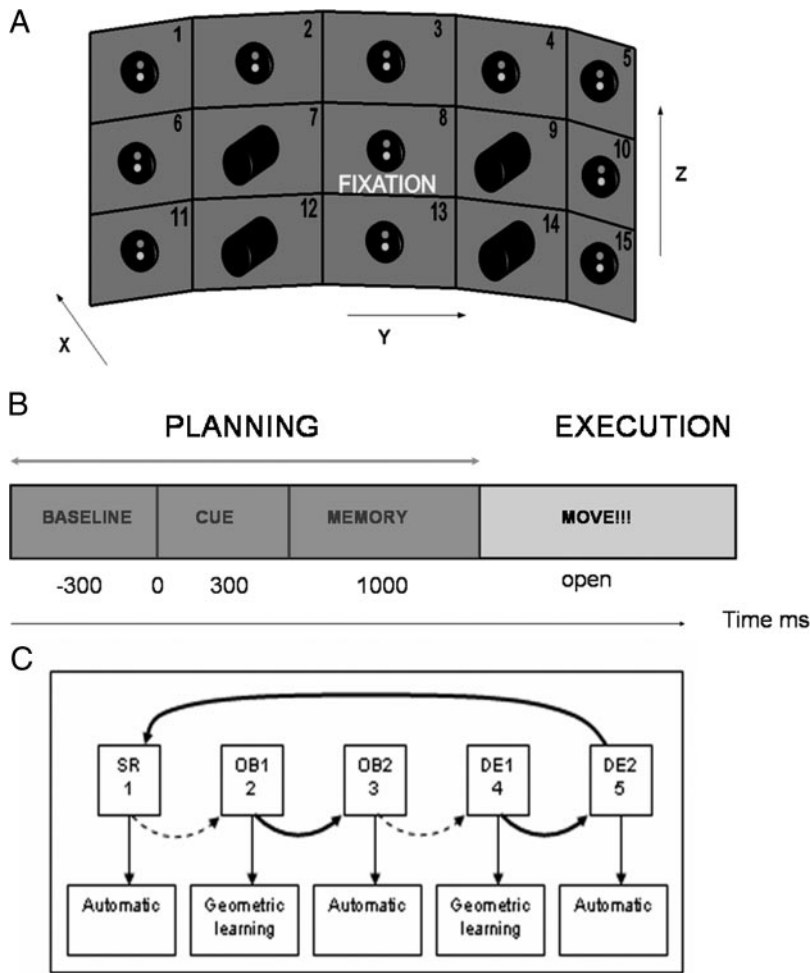 A
1 2 3 4 5
6 7 8 9 10
FIXATION
11 12 13 14 15
Z
X
Y
B
PLANNING EXECUTION
BASELINE CUE MEMORY MOVE!!!
-300 0 300 1000 open
Time ms
C
SR OB1 OB2 DE1 DE2
1 2 3 4 5
Automatic Geometric Automatic Geometric Automatic
learning learning